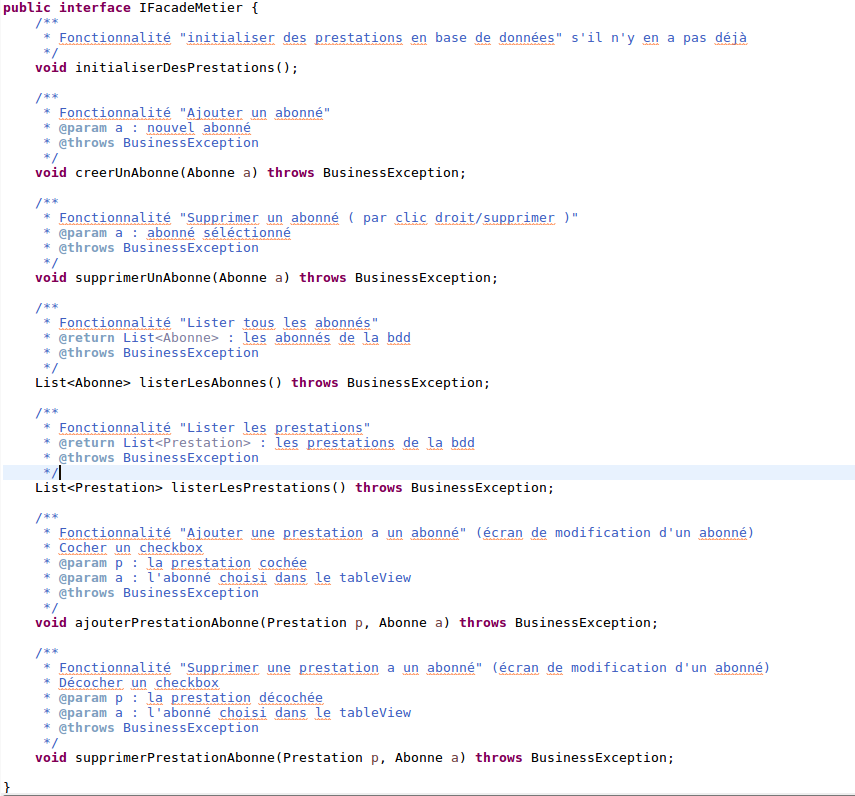 public interface IFacadeMetier {
/**
* Fonctionnalité "initialiser des prestations en base de données" s'il n'y en a pas déjà
*/
void initialiserDesPrestations();
/**
* Fonctionnalité "Ajouter un abonné"
* @param a : nouvel abonné
* @throws BusinessException
*/
void creerUnAbonne(Abonne a) throws BusinessException;
/**
* Fonctionnalité "Supprimer un abonné ( par clic droit/supprimer )"
* @param a : abonné séléctionné
* @throws BusinessException
*/
void supprimerUnAbonne(Abonne a) throws BusinessException;
/**
* Fonctionnalité "Lister tous les abonnés"
* @return List<Abonne> : les abonnés de la bdd
* @throws BusinessException
*/
List<Abonne> listerLesAbonnes() throws BusinessException;
/**
* Fonctionnalité "Lister les prestations"
* @return List<Prestation> : les prestations de la bdd
* @throws BusinessException
*/
List<Prestation> listerLesPrestations() throws BusinessException;
/**
* Fonctionnalité "Ajouter une prestation a un abonné" (écran de modification d'un abonné)
* Cocher un checkbox
* @param p : la prestation cochée
* @param a : l'abonné choisi dans le tableView
* @throws BusinessException
*/
void ajouterPrestationAbonne(Prestation p, Abonne a) throws BusinessException;
/**
* Fonctionnalité "Supprimer une prestation a un abonné" (écran de modification d'un abonné)
* Décocher un checkbox
* @param p : la prestation décochée
* @param a : l'abonné choisi dans le tableView
* @throws BusinessException
*/
void supprimerPrestationAbonne(Prestation p, Abonne a) throws BusinessException;
}